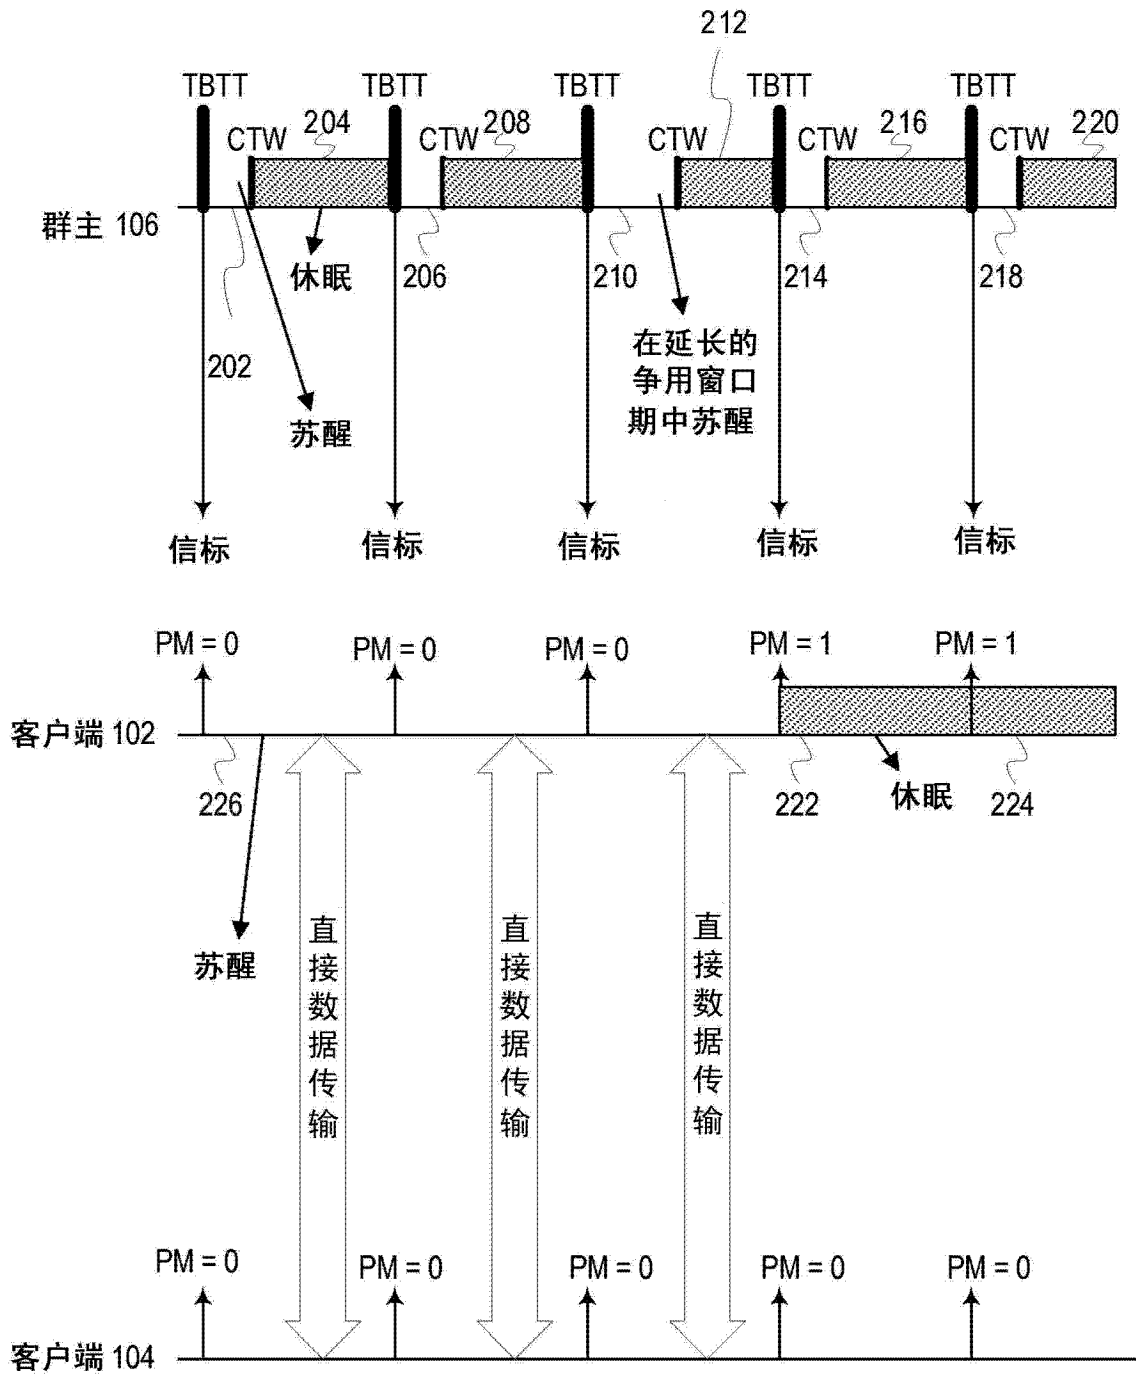 212
TBTT
TBTT
TBTT
TBTT
TBTT
CTW
204
CTW
208
CTW
CTW
216
CTW
220
群主 106
休眠
206
210
214
218
202
苏醒
在延长的
争用窗口
期中苏醒
信标
信标
信标
信标
信标
PM = 0
PM = 0
PM = 0
PM = 1
PM = 1
客户端 102
226
222
休眠
224
苏醒
直接数据传输
直接数据传输
直接数据传输
PM = 0
PM = 0
PM = 0
PM = 0
PM = 0
客户端 104